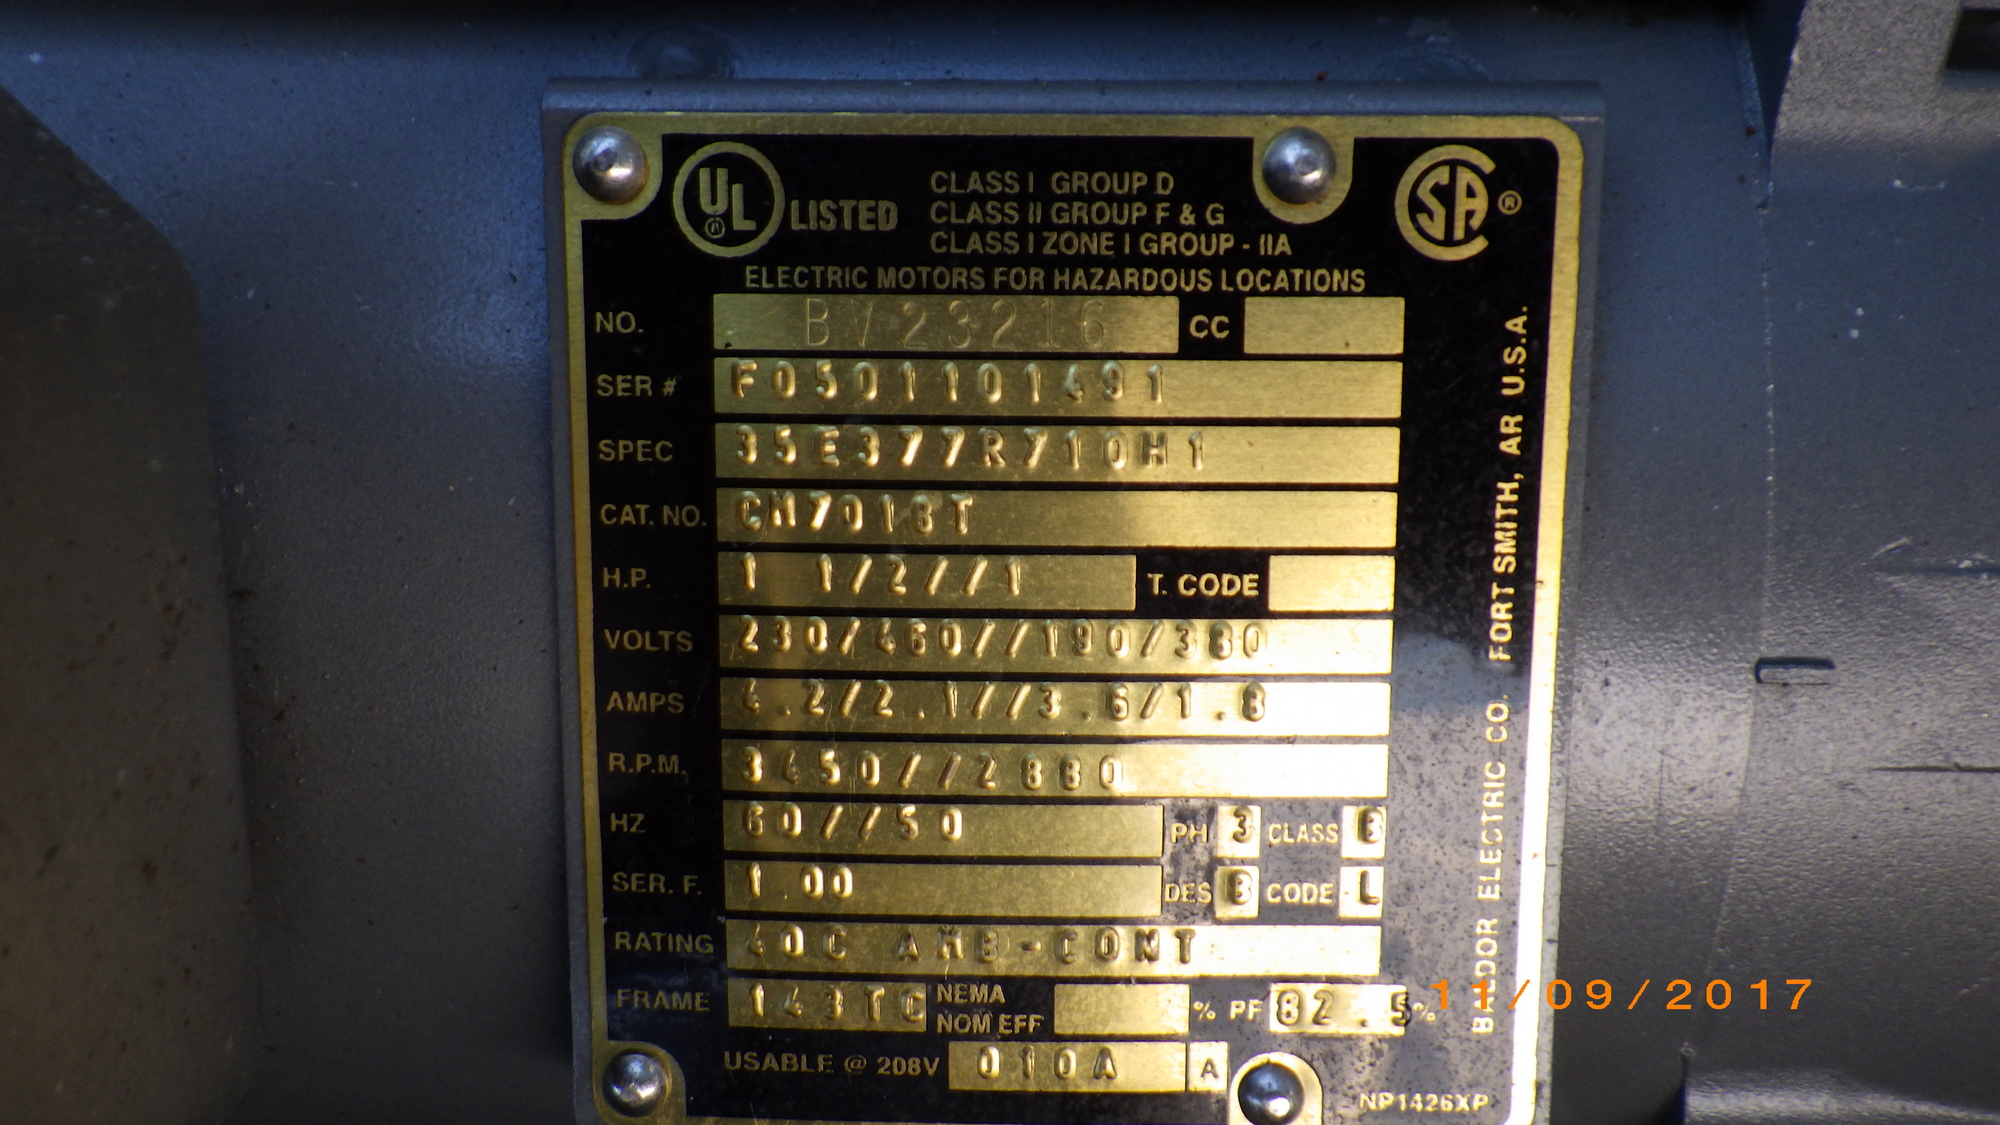 UL LISTED CLASS I GROUP D
CLASS II GROUP F & G
CLASS I ZONE I GROUP - IIA
SA ®
ELECTRIC MOTORS FOR HAZARDOUS LOCATIONS
NO. BV23216 CC
SER # F0501101491
SPEC 35E377R710H1
CAT. NO. CM7018T
H.P. 1 1/2//1 T. CODE
VOLTS 230/460//190/380
AMPS 4.2/2.1//3.6/1.8
R.P.M. 3450//2880
HZ 60//50 PH 3 CLASS B
SER. F. 1.00 DES B CODE L
RATING 40C AMB-CONT
FRAME 143TC NEMA NOM EFF % PF 82.5 %
USABLE @ 208V 010A A
NP1426XP
BALDOR ELECTRIC CO. FORT SMITH, AR U.S.A.
11/09/2017